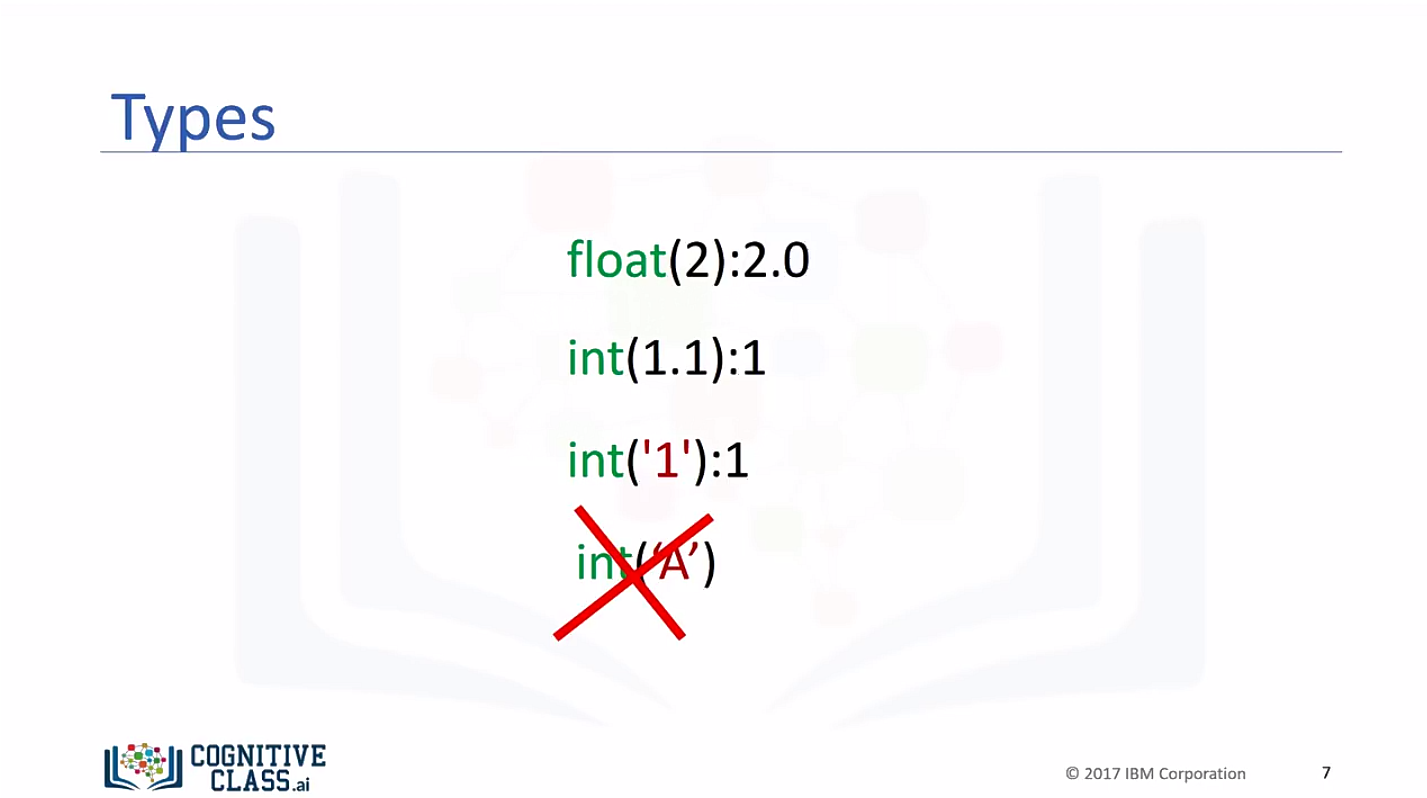 Types
float(2):2.0
int(1.1):1
int('1'):1
int(‘A’)
COGNITIVE
CLASS.ai
© 2017 IBM Corporation
7